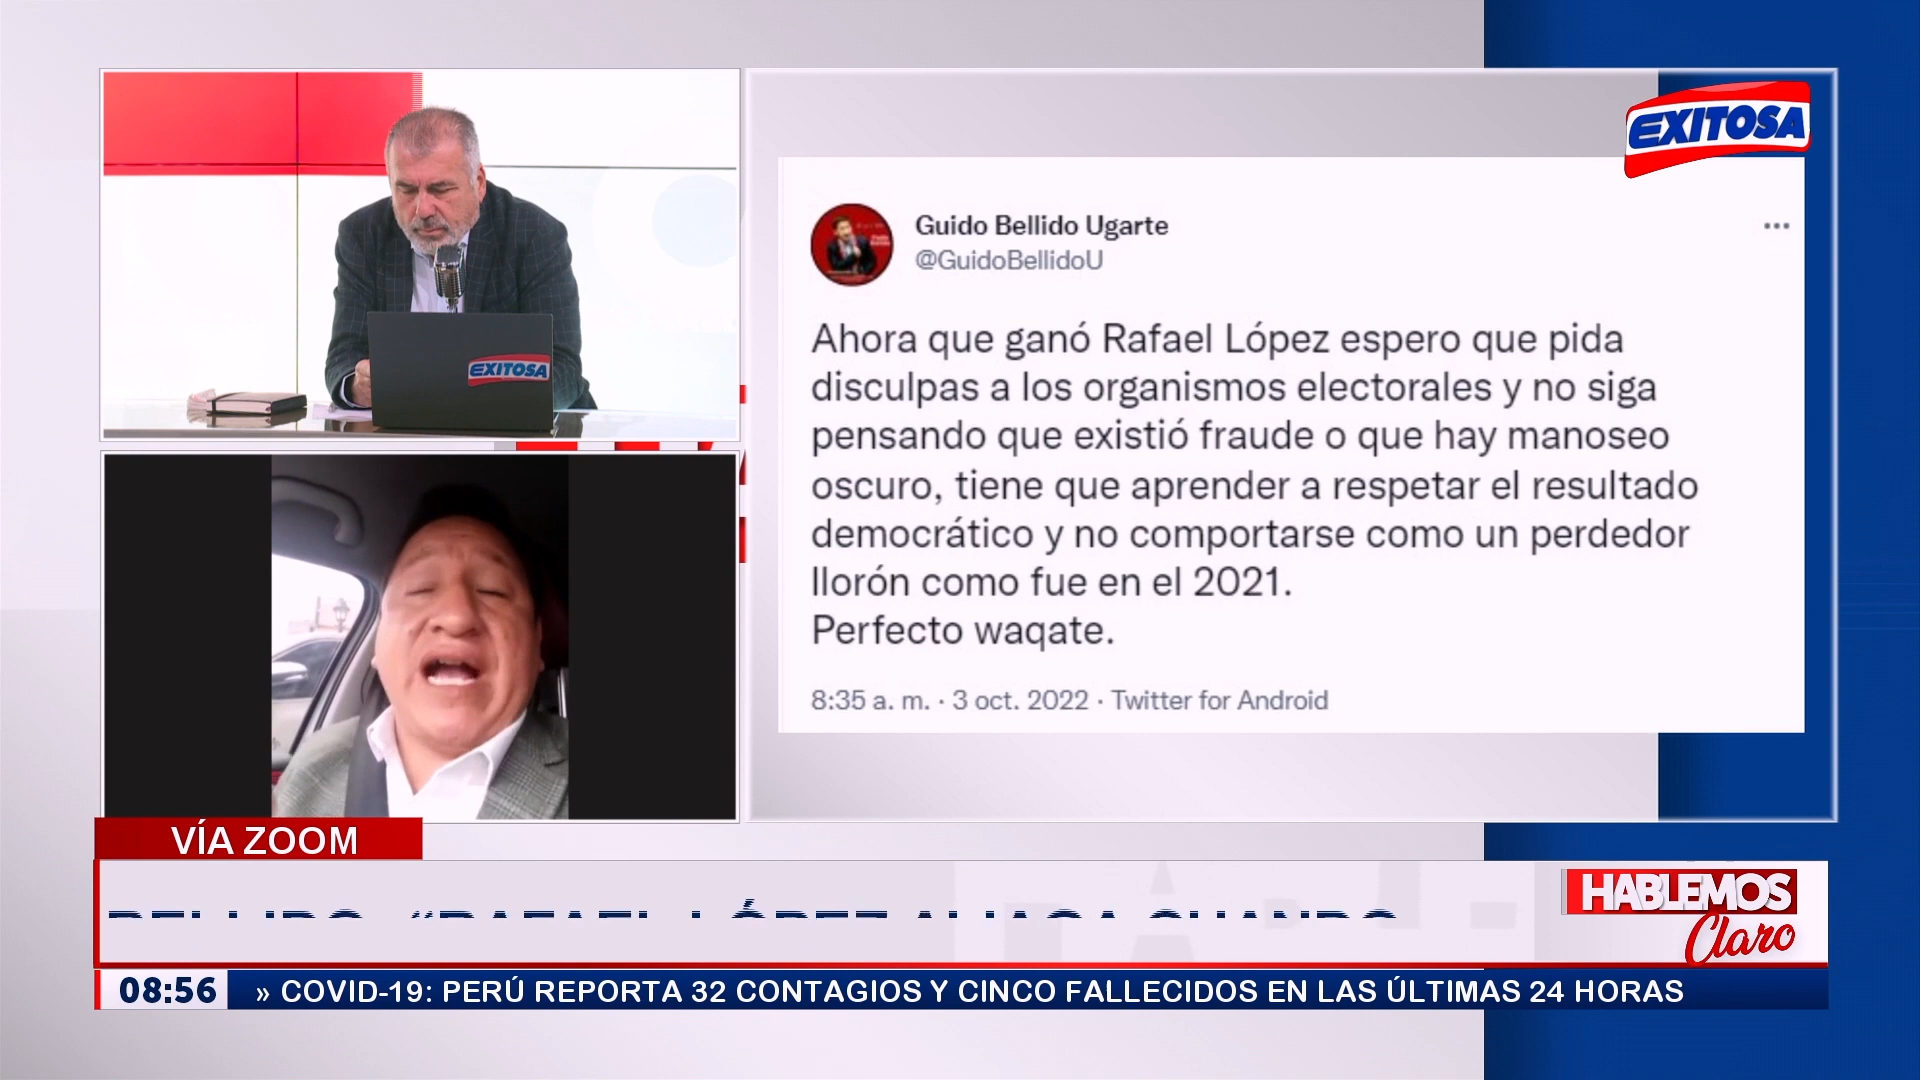 EXITOSA
Guido Bellido Ugarte
@GuidoBellidoU
Ahora que ganó Rafael López espero que pida
disculpas a los organismos electorales y no siga
pensando que existió fraude o que hay manoseo
oscuro, tiene que aprender a respetar el resultado
democrático y no comportarse como un perdedor
llorón como fue en el 2021.
Perfecto waqate.
8:35 a. m. · 3 oct. 2022 · Twitter for Android
EXITOSA
VÍA ZOOM
HABLEMOS
Claro
08:56
» COVID-19: PERÚ REPORTA 32 CONTAGIOS Y CINCO FALLECIDOS EN LAS ÚLTIMAS 24 HORAS